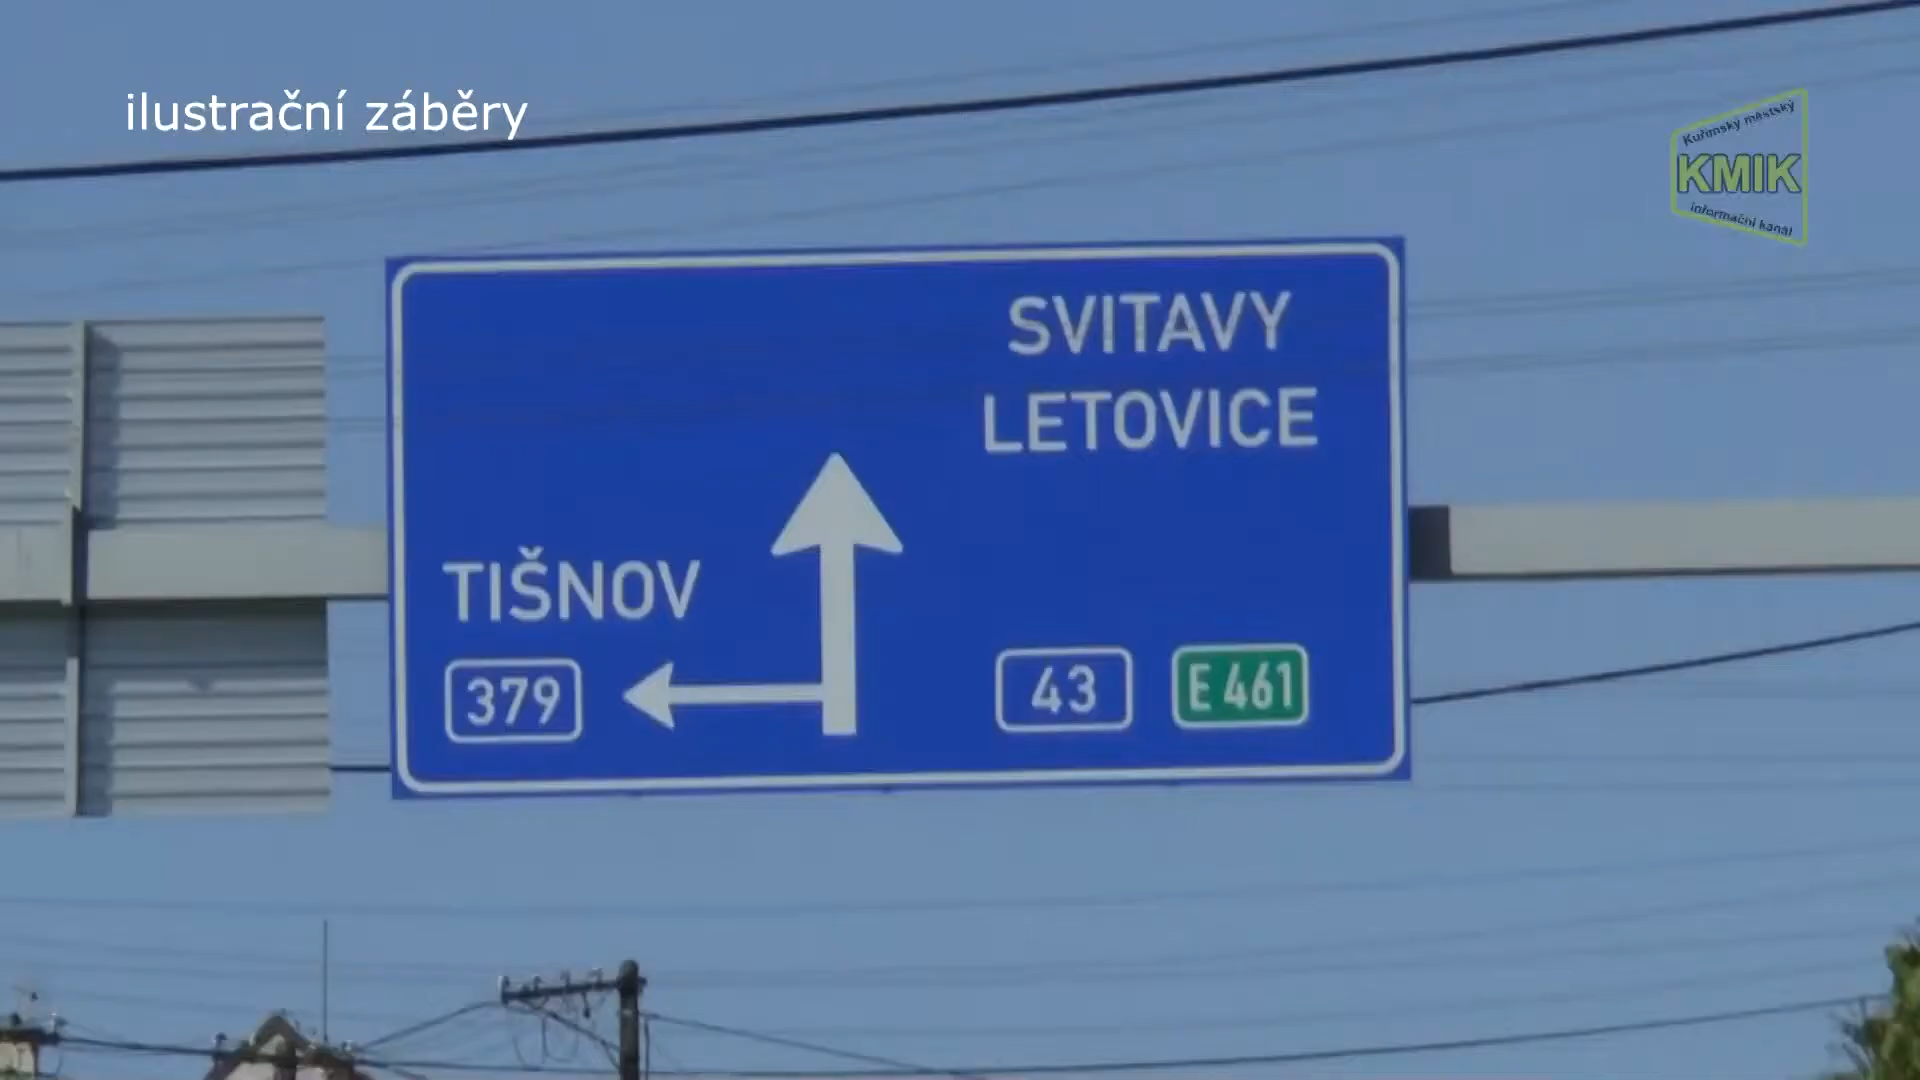 ilustrační záběry
Kuřimský městský
KMIK
informační kanál
SVITAVY
LETOVICE
TIŠNOV
379
43
E 461